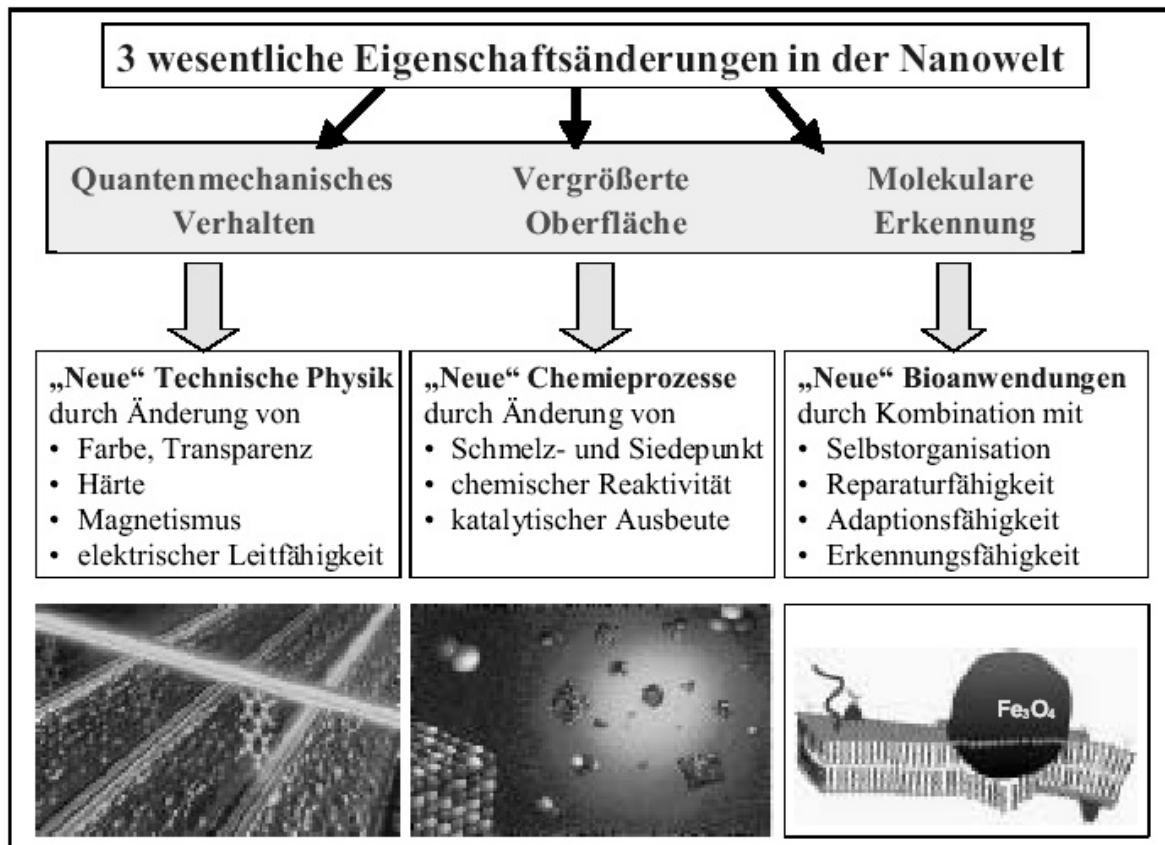 3 wesentliche Eigenschaftsänderungen in der Nanowelt
Quantenmechanisches
Verhalten
Vergrößerte
Oberfläche
Molekulare
Erkennung
„Neue“ Technische Physik
durch Änderung von
• Farbe, Transparenz
• Härte
• Magnetismus
• elektrischer Leitfähigkeit
„Neue“ Chemieprozesse
durch Änderung von
• Schmelz- und Siedepunkt
• chemischer Reaktivität
• katalytischer Ausbeute
„Neue“ Bioanwendungen
durch Kombination mit
• Selbstorganisation
• Reparaturfähigkeit
• Adaptionsfähigkeit
• Erkennungsfähigkeit
Fe₃O₄